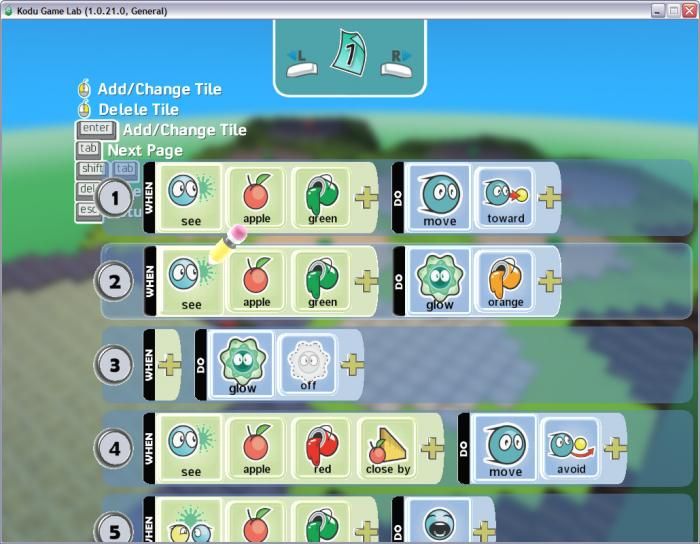 Kodu Game Lab (1.0.21.0, General)
L 1 R
Add/Change Tile
Delele Tile
enter Add/Change Tile
tab Next Page
shift tab
del
esc
1 WHEN see apple green DO move toward
2 WHEN see apple green DO glow orange
3 WHEN DO glow off
4 WHEN see apple red close by DO move avoid
5 WHEN DO